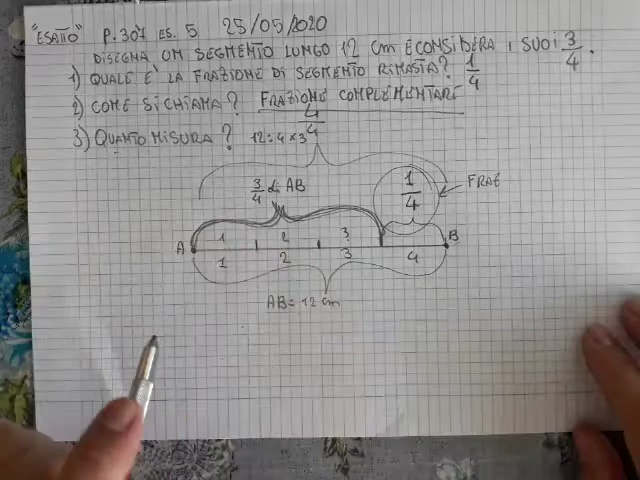 "ESATTO" P. 307 ES. 5 25/05/2020
DISEGNA UM SEGMENTO LUNGO 12 cm E CONSIDERA I SUOI 3/4.
1) QUALE E' LA FRAZIONE DI SEGMENTO RIMASTA? 1/4
2) COME SI CHIAMA? FRAZIONE COMPLEMENTARE
3) QUANTO MISURA? 12:4×3
4/4
3/4 di AB
1/4
FRAZ
1 2 3
A B
1 2 3 4
AB = 12 cm